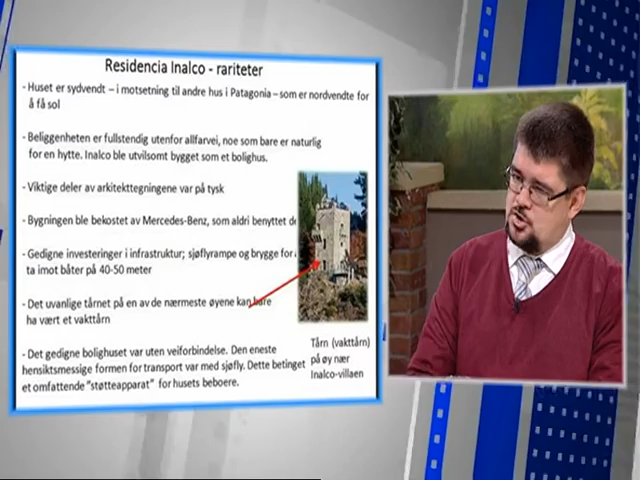 Residencia Inalco - rariteter
- Huset er sydvendt – i motsetning til andre hus i Patagonia – som er nordvendte for
å få sol
- Beliggenheten er fullstendig utenfor allfarvei, noe som bare er naturlig
for en hytte. Inalco ble utvilsomt bygget som et bolighus.
- Viktige deler av arkitekttegningene var på tysk
- Bygningen ble bekostet av Mercedes-Benz, som aldri benyttet de
- Gedigne investeringer i infrastruktur; sjøflyrampe og brygge for
ta imot båter på 40-50 meter
- Det uvanlige tårnet på en av de nærmeste øyene kan bare
ha vært et vakttårn
- Det gedigne bolighuset var uten veiforbindelse. Den eneste
hensiktsmessige formen for transport var med sjøfly. Dette betinget
et omfattende "støtteapparat" for husets beboere.
Tårn (vakttårn)
på øy nær
Inalco-villaen